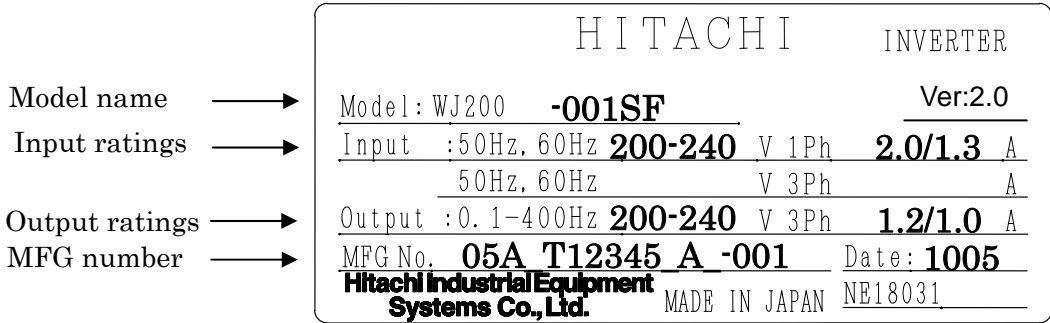 HITACHI INVERTER
Model name Model: WJ200 -001SF Ver:2.0
Input ratings Input :50Hz, 60Hz 200-240 V 1Ph 2.0/1.3 A
50Hz, 60Hz V 3Ph A
Output ratings Output :0.1-400Hz 200-240 V 3Ph 1.2/1.0 A
MFG number MFG No. 05A_T12345_A_-001 Date: 1005
Hitachi Industrial Equipment
Systems Co., Ltd. MADE IN JAPAN NE18031